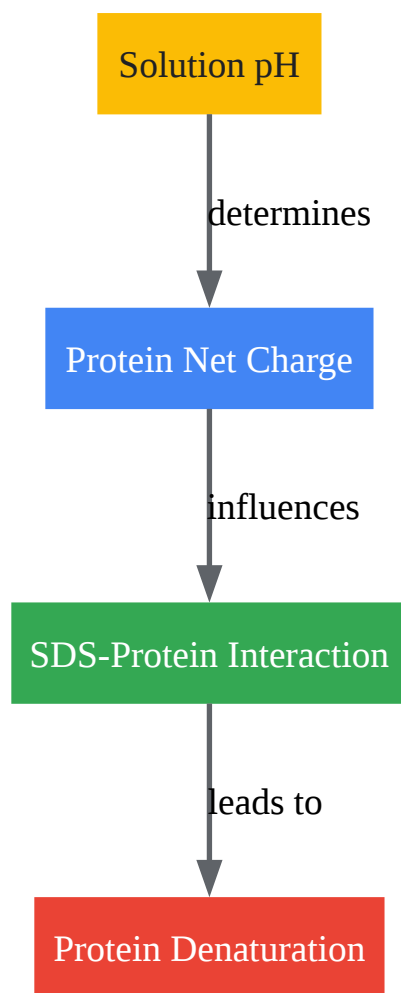 Solution pH
determines
Protein Net Charge
influences
SDS-Protein Interaction
leads to
Protein Denaturation